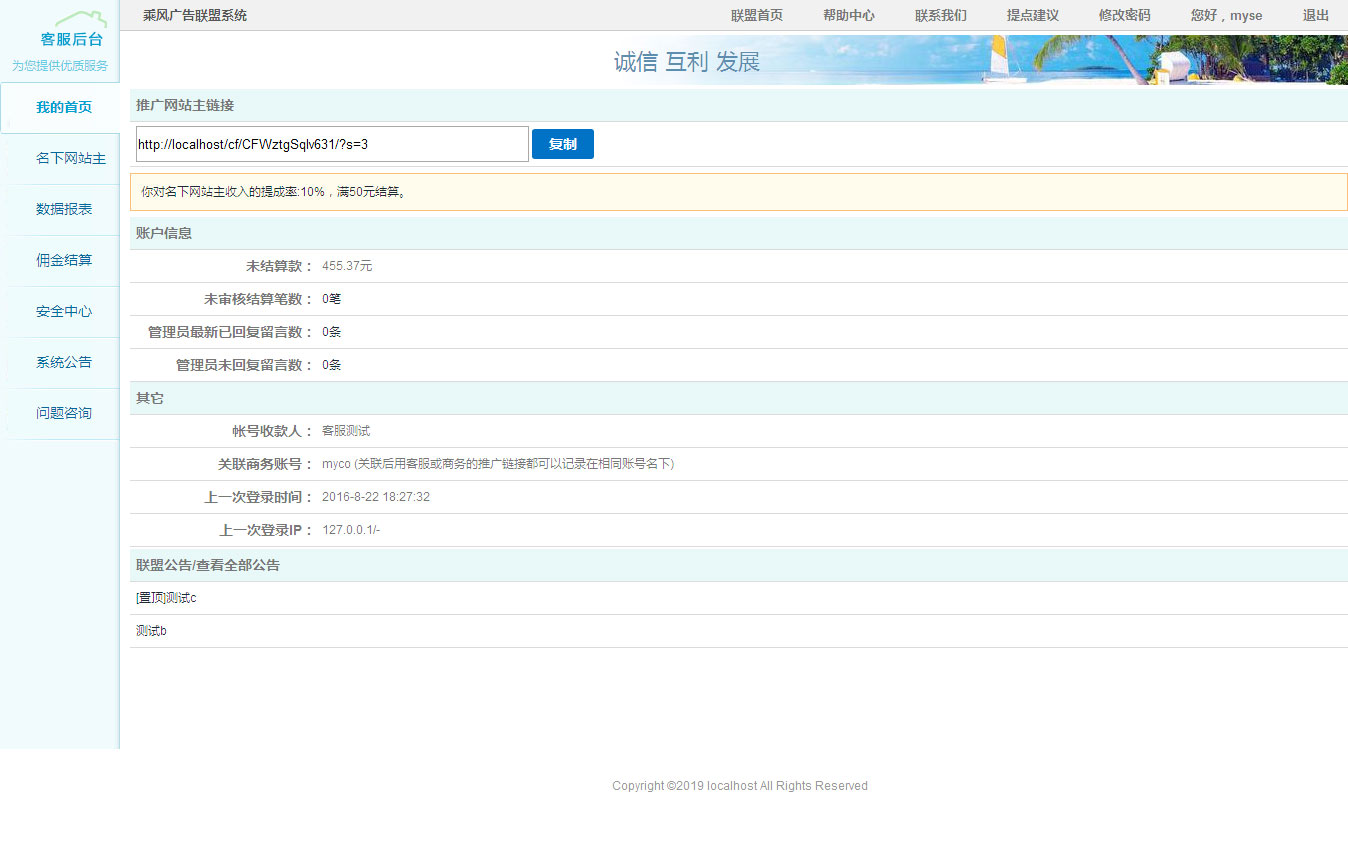 乘风广告联盟系统 联盟首页 帮助中心 联系我们 提点建议 修改密码 您好，myse 退出
客服后台
为您提供优质服务
我的首页
名下网站主
数据报表
佣金结算
安全中心
系统公告
问题咨询
诚信 互利 发展
推广网站主链接
http://localhost/cf/CFWztgSqlv631/?s=3 复制
你对名下网站主收入的提成率:10%，满50元结算。
账户信息
未结算款： 455.37元
未审核结算笔数： 0笔
管理员最新已回复留言数： 0条
管理员未回复留言数： 0条
其它
帐号收款人： 客服测试
关联商务账号： myco (关联后用客服或商务的推广链接都可以记录在相同账号名下)
上一次登录时间： 2016-8-22 18:27:32
上一次登录IP： 127.0.0.1/-
联盟公告/查看全部公告
[置顶]测试c
测试b
Copyright ©2019 localhost All Rights Reserved